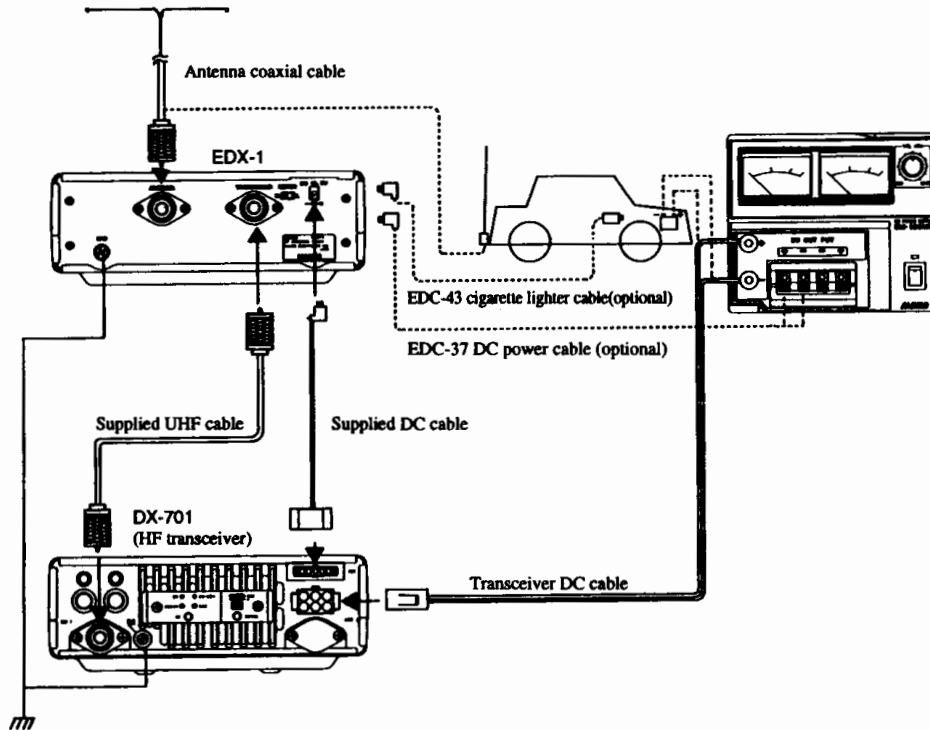 Antenna coaxial cable
EDX-1
EDC-43 cigarette lighter cable(optional)
EDC-37 DC power cable (optional)
Supplied UHF cable
Supplied DC cable
DX-701
(HF transceiver)
Transceiver DC cable